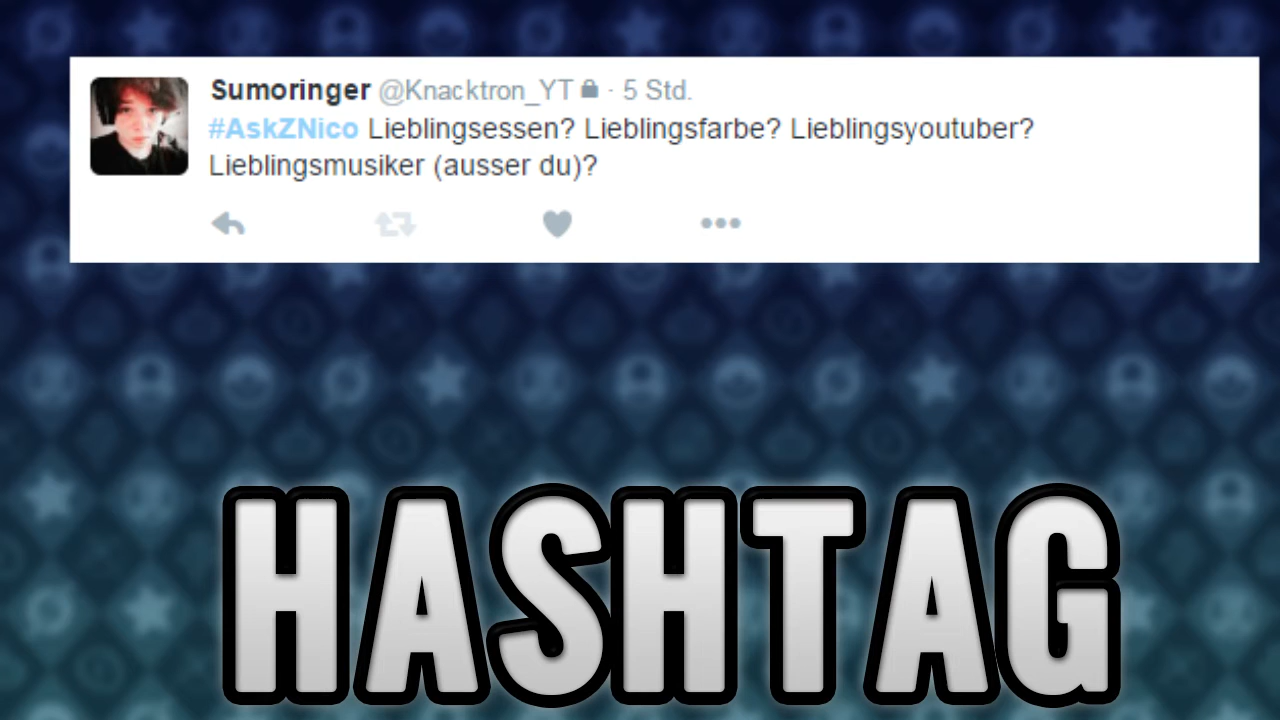 Sumoringer @Knacktron_YT · 5 Std.
#AskZNico Lieblingsessen? Lieblingsfarbe? Lieblingsyoutuber?
Lieblingsmusiker (ausser du)?
HASHTAG